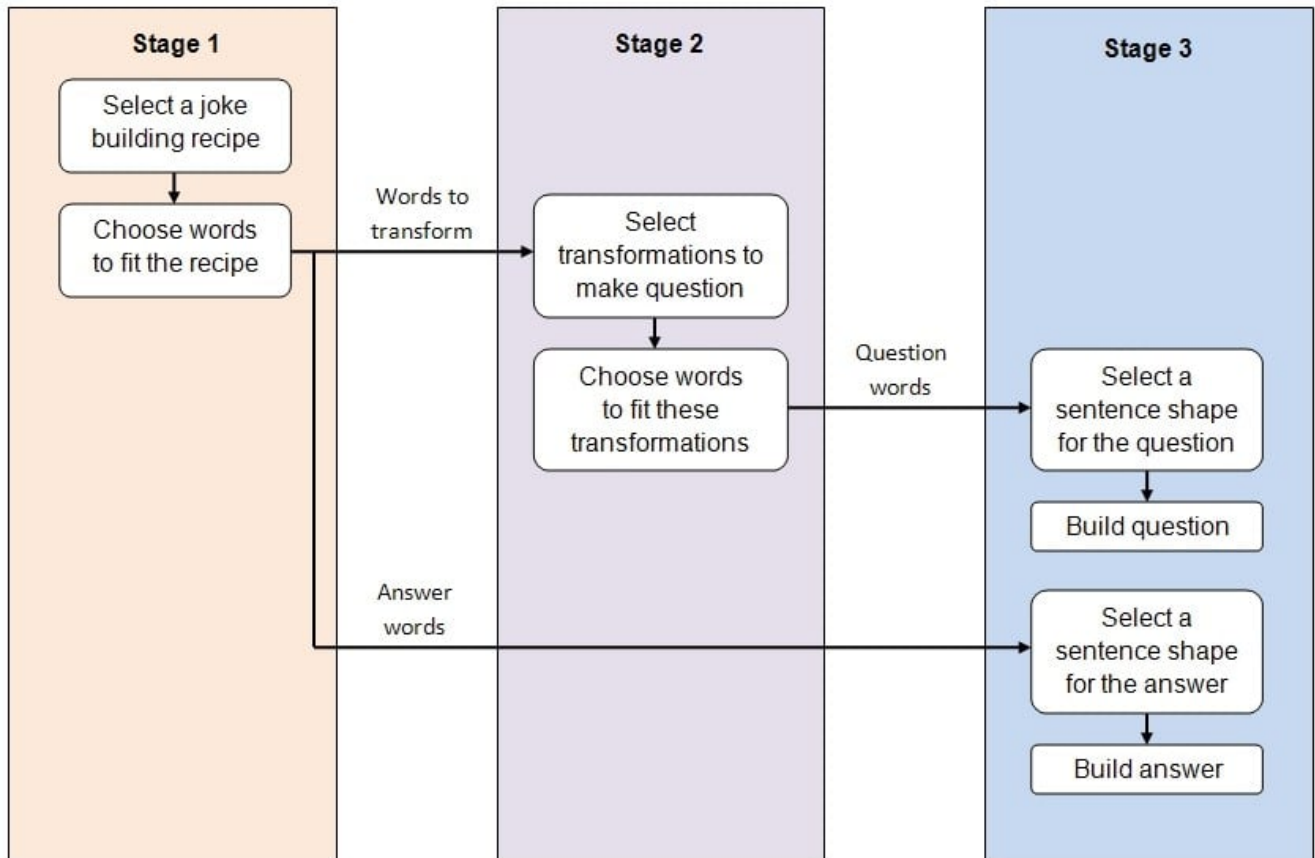 Stage 1
Select a joke
building recipe
Choose words
to fit the recipe
Words to
transform
Stage 2
Select
transformations to
make question
Choose words
to fit these
transformations
Question
words
Answer
words
Stage 3
Select a
sentence shape
for the question
Build question
Select a
sentence shape
for the answer
Build answer